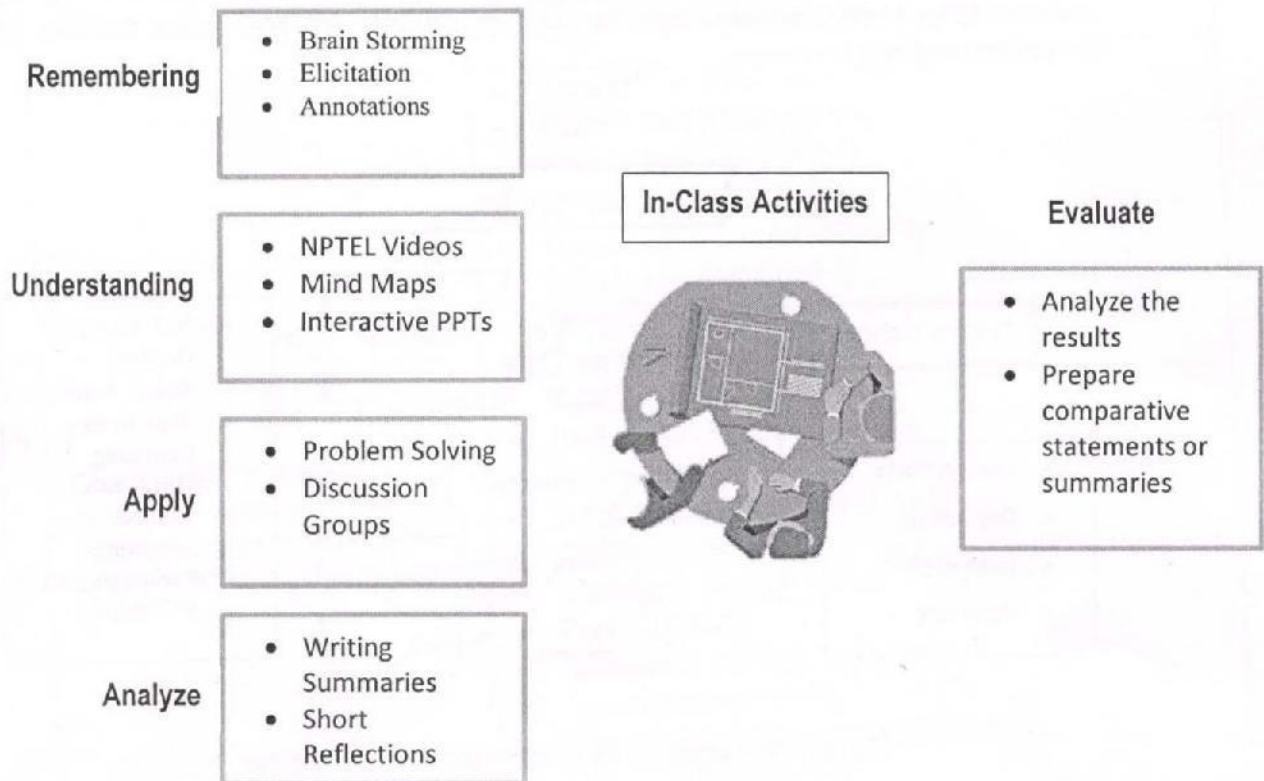 Remembering
• Brain Storming
• Elicitation
• Annotations
Understanding
• NPTEL Videos
• Mind Maps
• Interactive PPTs
Apply
• Problem Solving
• Discussion
Groups
Analyze
• Writing
Summaries
• Short
Reflections
In-Class Activities
Evaluate
• Analyze the
results
• Prepare
comparative
statements or
summaries